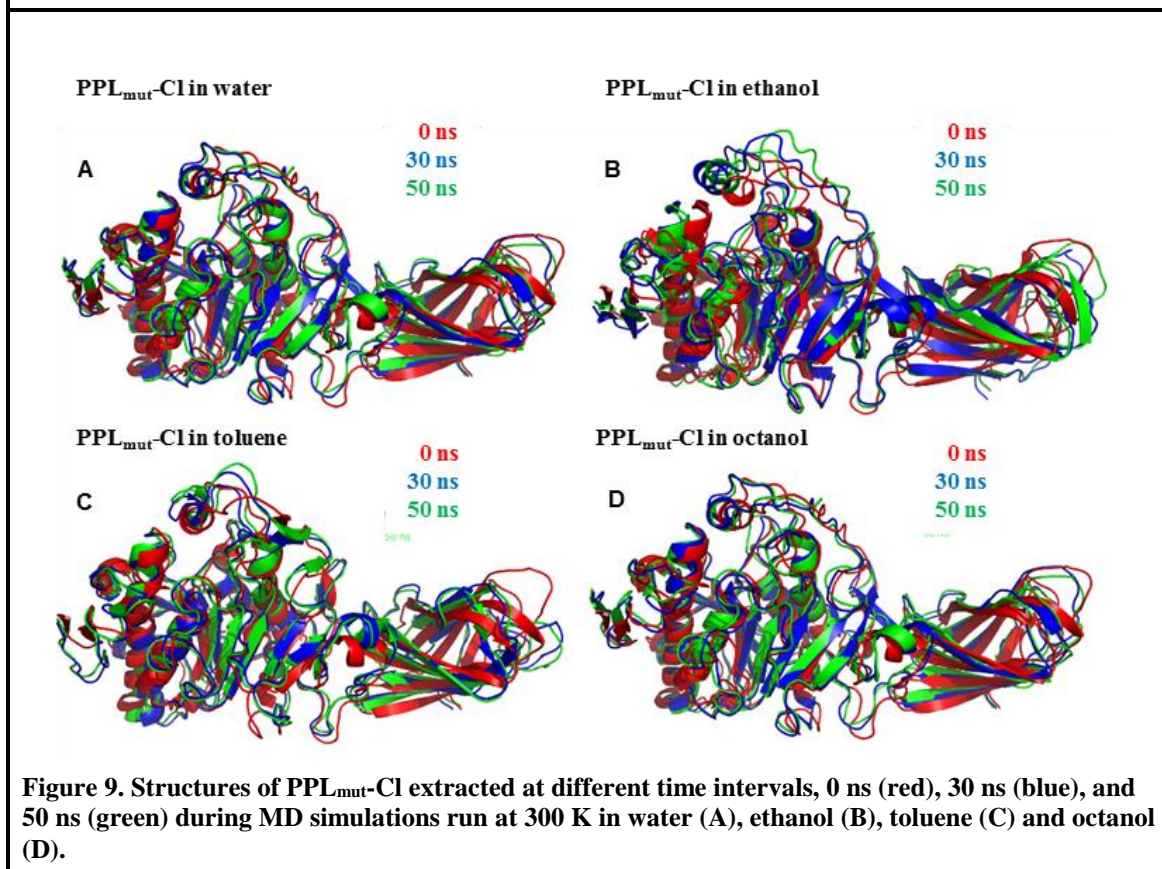 PPLmut-Cl in water
PPLmut-Cl in ethanol
0 ns
30 ns
50 ns
A
0 ns
30 ns
50 ns
B
PPLmut-Cl in toluene
PPLmut-Cl in octanol
0 ns
30 ns
50 ns
C
50 ns
0 ns
30 ns
50 ns
D
Figure 9. Structures of PPLmut-Cl extracted at different time intervals, 0 ns (red), 30 ns (blue), and
50 ns (green) during MD simulations run at 300 K in water (A), ethanol (B), toluene (C) and octanol
(D).